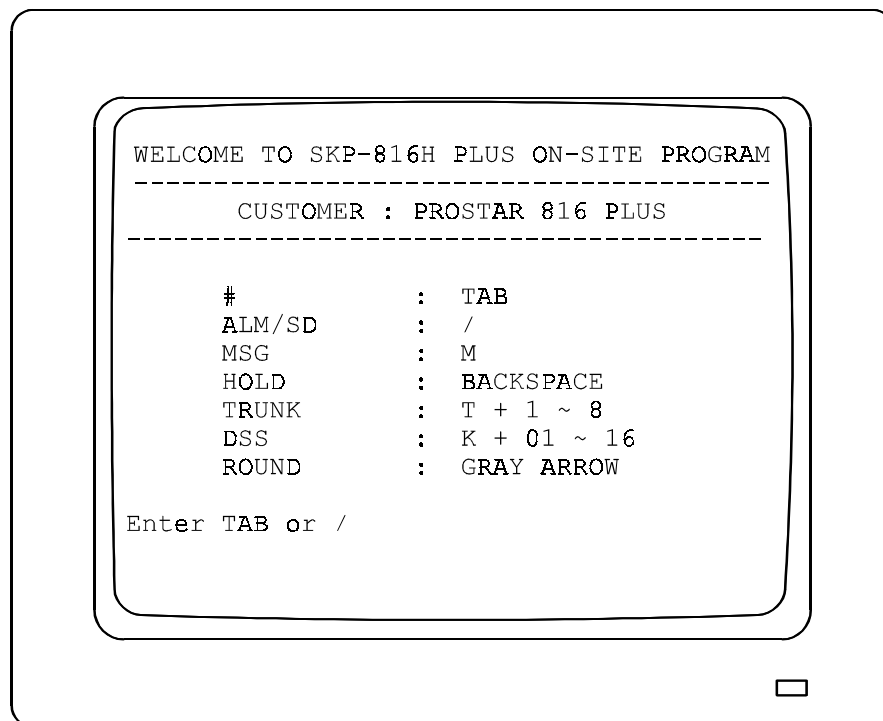 WELCOME TO SKP-816H PLUS ON-SITE PROGRAM
----------------------------------------
CUSTOMER : PROSTAR 816 PLUS
----------------------------------------
# : TAB
ALM/SD : /
MSG : M
HOLD : BACKSPACE
TRUNK : T + 1 ~ 8
DSS : K + 01 ~ 16
ROUND : GRAY ARROW
Enter TAB or /